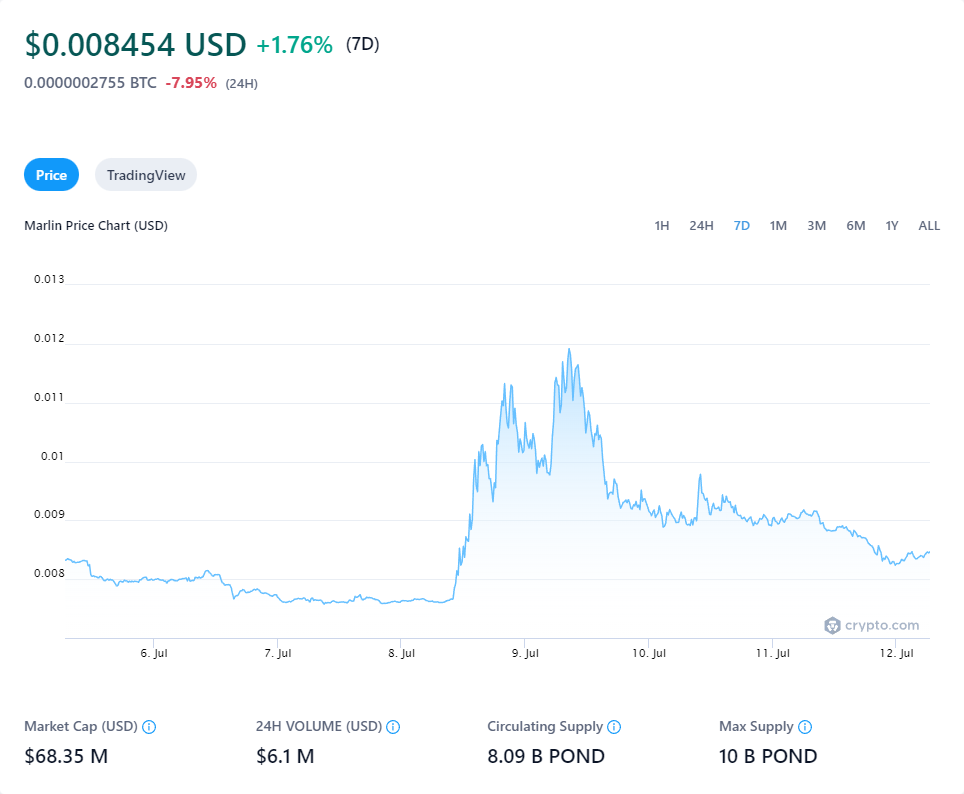 $0.008454 USD +1.76% (7D)
0.0000002755 BTC -7.95% (24H)
Price TradingView
Marlin Price Chart (USD) 1H 24H 7D 1M 3M 6M 1Y ALL
0.013
0.012
0.011
0.01
0.009
0.008
crypto.com
6. Jul 7. Jul 8. Jul 9. Jul 10. Jul 11. Jul 12. Jul
Market Cap (USD) 24H VOLUME (USD) Circulating Supply Max Supply
$68.35 M $6.1 M 8.09 B POND 10 B POND